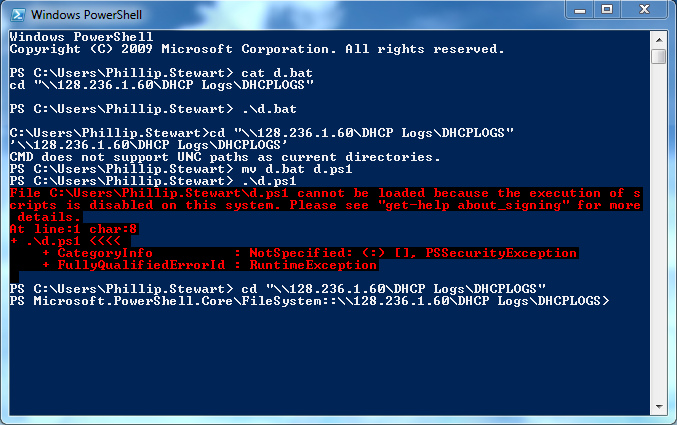 Windows PowerShell
Windows PowerShell
Copyright (C) 2009 Microsoft Corporation. All rights reserved.
PS C:\Users\Phillip.Stewart> cat d.bat
cd "\\128.236.1.60\DHCP Logs\DHCPLOGS"
PS C:\Users\Phillip.Stewart> .\d.bat
C:\Users\Phillip.Stewart>cd "\\128.236.1.60\DHCP Logs\DHCPLOGS"
'\\128.236.1.60\DHCP Logs\DHCPLOGS'
CMD does not support UNC paths as current directories.
PS C:\Users\Phillip.Stewart> mv d.bat d.ps1
PS C:\Users\Phillip.Stewart> .\d.ps1
File C:\Users\Phillip.Stewart\d.ps1 cannot be loaded because the execution of s
cripts is disabled on this system. Please see "get-help about_signing" for more
 details.
At line:1 char:8
+ .\d.ps1 <<<<
    + CategoryInfo          : NotSpecified: (:) [], PSSecurityException
    + FullyQualifiedErrorId : RuntimeException
PS C:\Users\Phillip.Stewart> cd "\\128.236.1.60\DHCP Logs\DHCPLOGS"
PS Microsoft.PowerShell.Core\FileSystem::\\128.236.1.60\DHCP Logs\DHCPLOGS>